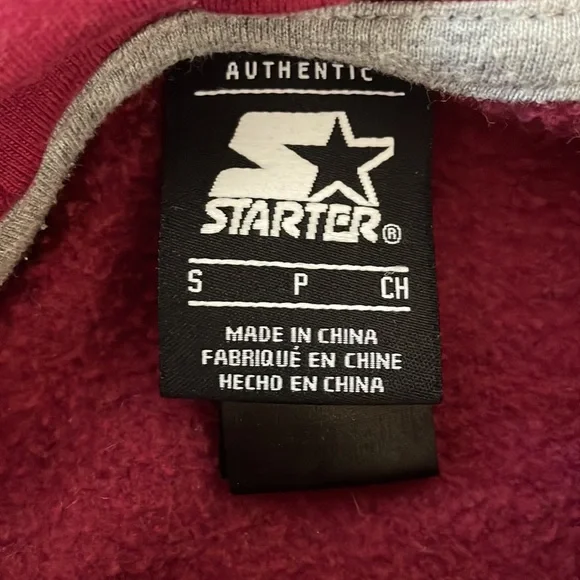 AUTHENTIC
STARTER®
S P CH
MADE IN CHINA
FABRIQUÉ EN CHINE
HECHO EN CHINA